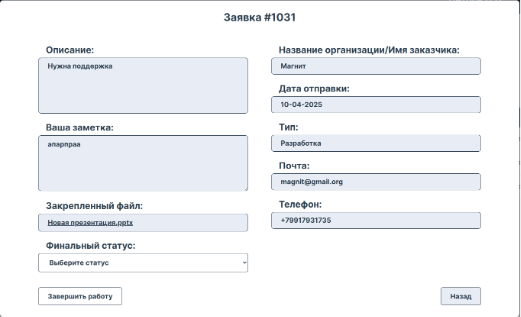 Заявка #1031
Описание:
Нужна поддержка
Ваша заметка:
апарпраа
Закрепленный файл:
Новая презентация.pptx
Финальный статус:
Выберите статус
Завершить работу
Название организации/Имя заказчика:
Магнит
Дата отправки:
10-04-2025
Тип:
Разработка
Почта:
magnit@gmail.org
Телефон:
+79917931735
Назад